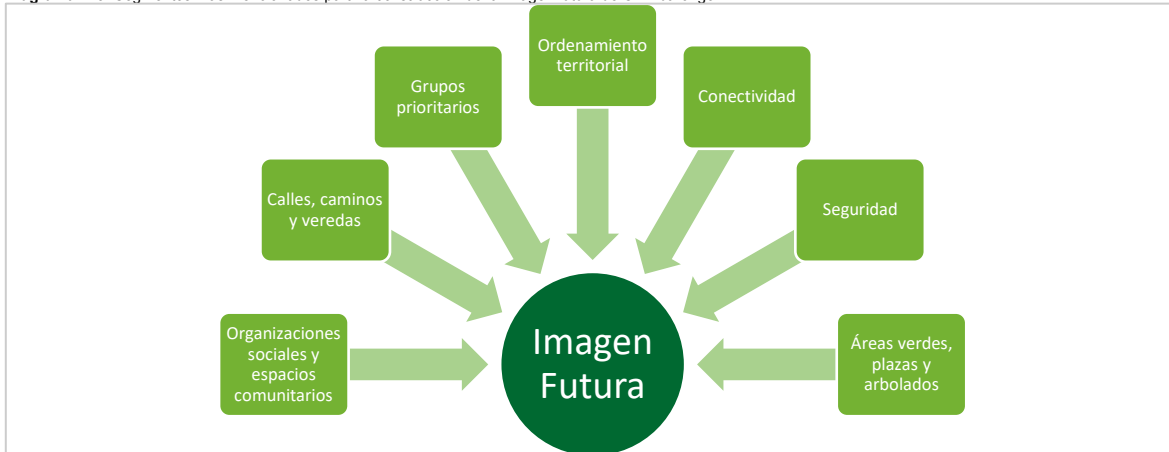 Ordenamiento
territorial
Grupos
prioritarios
Conectividad
Calles, caminos
y veredas
Seguridad
Organizaciones
sociales y
espacios
comunitarios
Imagen
Futura
Áreas verdes,
plazas y
arbolados